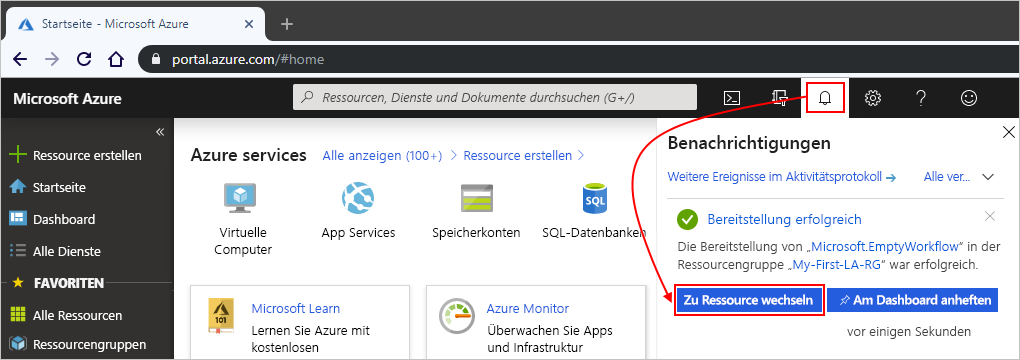 Startseite - Microsoft Azure
portal.azure.com/#home
Microsoft Azure
Ressourcen, Dienste und Dokumente durchsuchen (G+/)
Ressource erstellen
Startseite
Dashboard
Alle Dienste
FAVORITEN
Alle Ressourcen
Ressourcengruppen
Azure services
Alle anzeigen (100+)
Ressource erstellen
Virtuelle
Computer
App Services
Speicherkonten
SQL
SQL-Datenbanken
101
Microsoft Learn
Lernen Sie Azure mit
kostenlosen
Azure Monitor
Überwachen Sie Apps
und Infrastruktur
Benachrichtigungen
Weitere Ereignisse im Aktivitätsprotokoll →
Alle ver...
Bereitstellung erfolgreich
Die Bereitstellung von „Microsoft.EmptyWorkflow“ in der
Ressourcengruppe „My-First-LA-RG“ war erfolgreich.
Zu Ressource wechseln
Am Dashboard anheften
vor einigen Sekunden